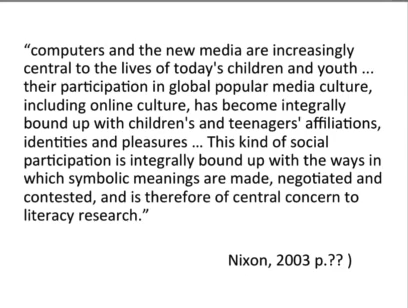 “computers and the new media are increasingly
central to the lives of today's children and youth ...
their participation in global popular media culture,
including online culture, has become integrally
bound up with children's and teenagers' affiliations,
identities and pleasures ... This kind of social
participation is integrally bound up with the ways in
which symbolic meanings are made, negotiated and
contested, and is therefore of central concern to
literacy research.”
Nixon, 2003 p.?? )